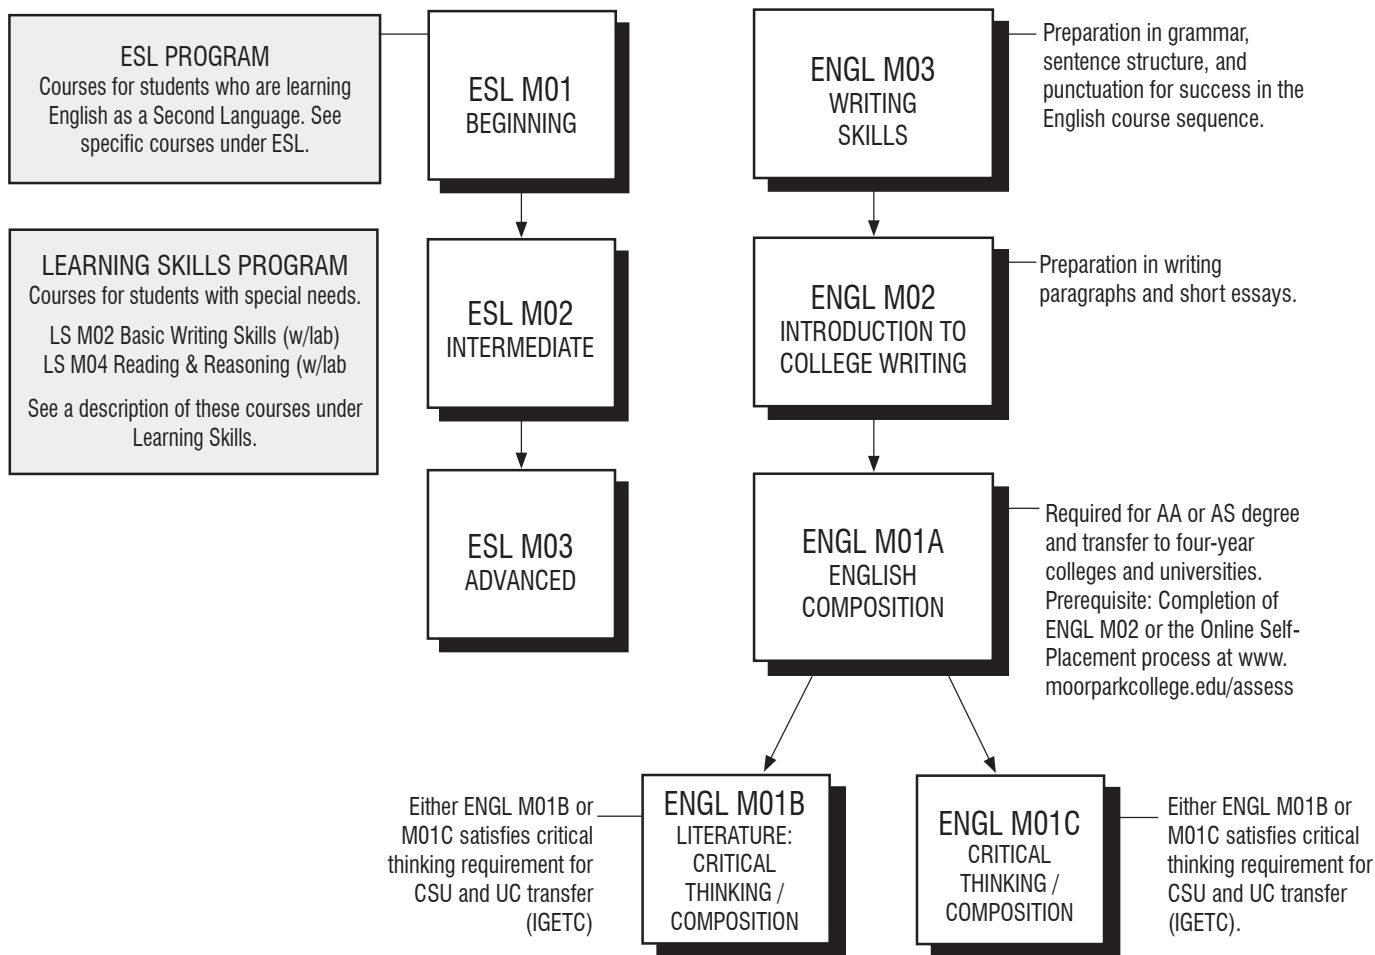 ESL PROGRAM
Courses for students who are learning
English as a Second Language. See
specific courses under ESL.
LEARNING SKILLS PROGRAM
Courses for students with special needs.
LS M02 Basic Writing Skills (w/lab)
LS M04 Reading & Reasoning (w/lab
See a description of these courses under
Learning Skills.
ESL M01
BEGINNING
ESL M02
INTERMEDIATE
ESL M03
ADVANCED
ENGL M03
WRITING
SKILLS
Preparation in grammar,
sentence structure, and
punctuation for success in the
English course sequence.
ENGL M02
INTRODUCTION TO
COLLEGE WRITING
Preparation in writing
paragraphs and short essays.
ENGL M01A
ENGLISH
COMPOSITION
Required for AA or AS degree
and transfer to four-year
colleges and universities.
Prerequisite: Completion of
ENGL M02 or the Online Self-
Placement process at www.
moorparkcollege.edu/assess
Either ENGL M01B or
M01C satisfies critical
thinking requirement for
CSU and UC transfer
(IGETC)
ENGL M01B
LITERATURE:
CRITICAL
THINKING /
COMPOSITION
ENGL M01C
CRITICAL
THINKING /
COMPOSITION
Either ENGL M01B or
M01C satisfies critical
thinking requirement for
CSU and UC transfer
(IGETC).